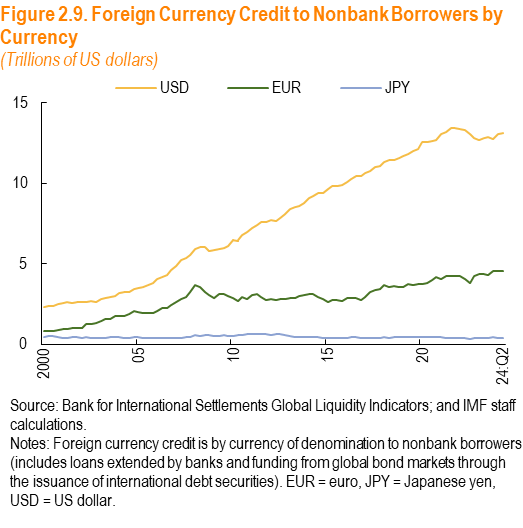 Figure 2.9. Foreign Currency Credit to Nonbank Borrowers by
Currency
(Trillions of US dollars)
USD EUR JPY
15
10
5
0
2000 05 10 15 20 24:Q2
Source: Bank for International Settlements Global Liquidity Indicators; and IMF staff
calculations.
Notes: Foreign currency credit is by currency of denomination to nonbank borrowers
(includes loans extended by banks and funding from global bond markets through
the issuance of international debt securities). EUR = euro, JPY = Japanese yen,
USD = US dollar.